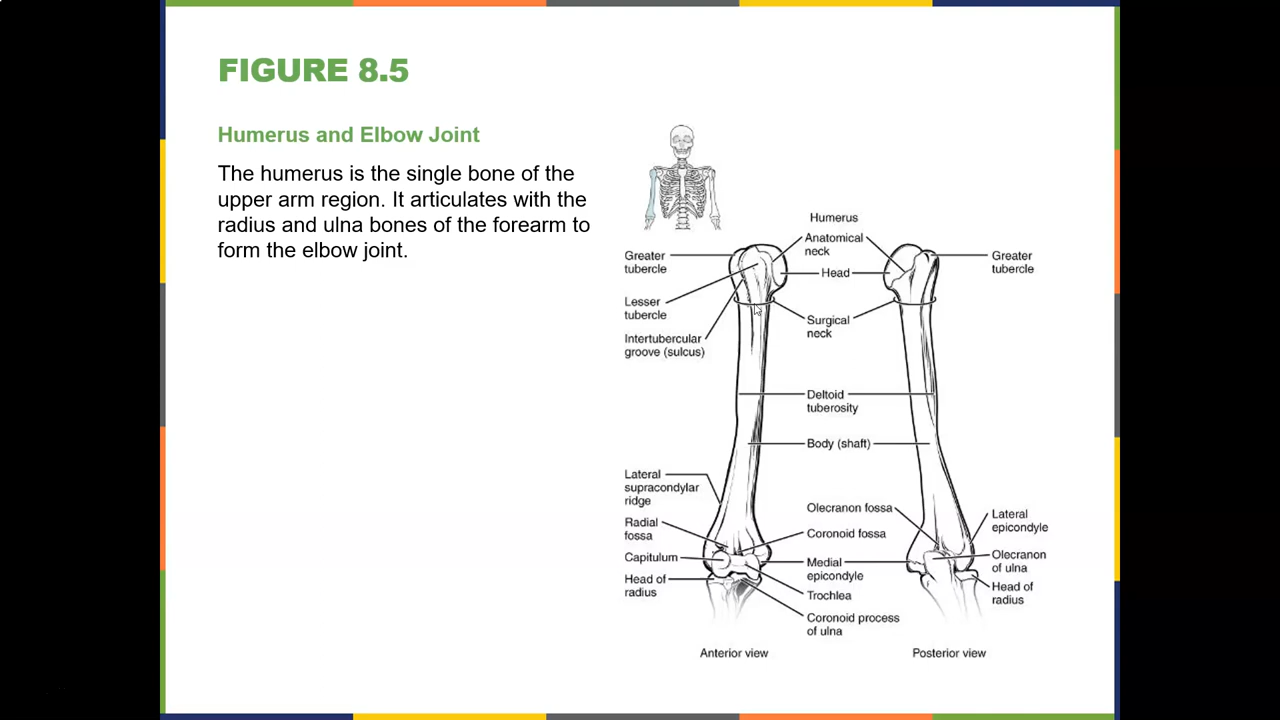 FIGURE 8.5
Humerus and Elbow Joint
The humerus is the single bone of the
upper arm region. It articulates with the
radius and ulna bones of the forearm to
form the elbow joint.
Humerus
Anatomical
neck
Greater
tubercle
Head
Greater
tubercle
Lesser
tubercle
Surgical
neck
Intertubercular
groove (sulcus)
Deltoid
tuberosity
Body (shaft)
Lateral
supracondylar
ridge
Olecranon fossa
Lateral
epicondyle
Radial
fossa
Coronoid fossa
Capitulum
Medial
epicondyle
Olecranon
of ulna
Head of
radius
Trochlea
Head of
radius
Coronoid process
of ulna
Anterior view
Posterior view